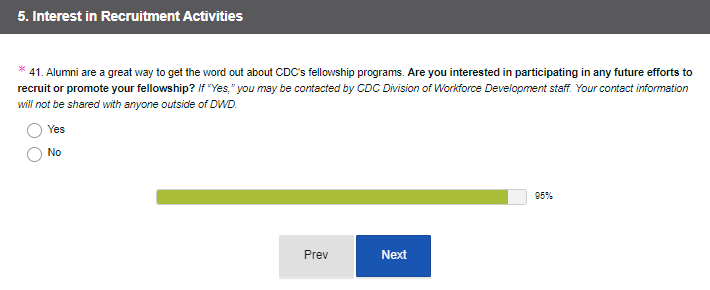 5. Interest in Recruitment Activities
* 41. Alumni are a great way to get the word out about CDC's fellowship programs. Are you interested in participating in any future efforts to
recruit or promote your fellowship? If "Yes," you may be contacted by CDC Division of Workforce Development staff. Your contact information
will not be shared with anyone outside of DWD.
Yes
No
95%
Prev
Next